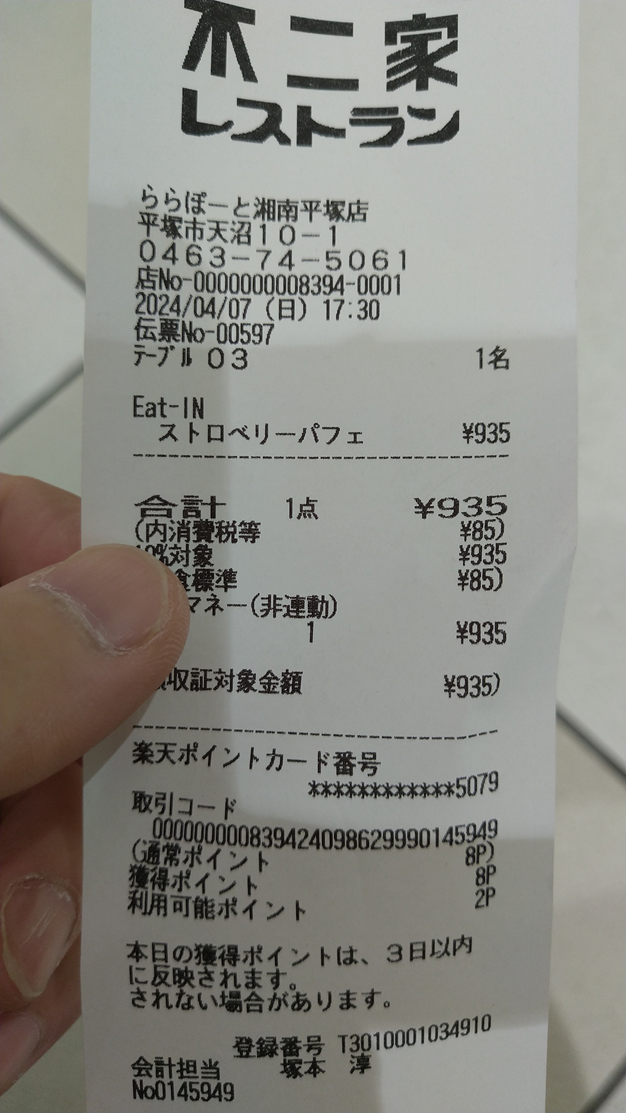 不二家
レストラン
ららぽーと湘南平塚店
平塚市天沼10-1
0463-74-5061
店No-0000000008394-0001
2024/04/07 (日) 17:30
伝票No-00597
ﾃｰﾌﾞﾙ 03 1名
Eat-IN
ストロベリーパフェ ¥935
合計 1点 ¥935
(内消費税等 ¥85)
10%対象 ¥935
食標準 ¥85)
マネー(非連動)
1 ¥935
収証対象金額 ¥935)
楽天ポイントカード番号
************5079
取引コード
000000000839424098629990145949
(通常ポイント 8P)
獲得ポイント 8P
利用可能ポイント 2P
本日の獲得ポイントは、3日以内
に反映されます。
されない場合があります。
登録番号 T3010001034910
会計担当 塚本 淳
No0145949